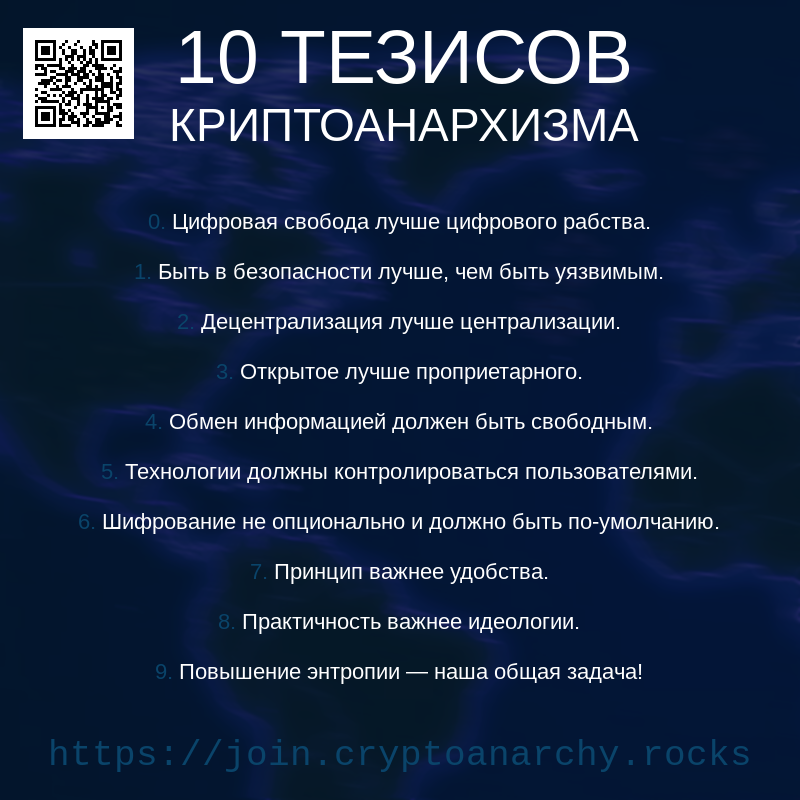 10 ТЕЗИСОВ
КРИПТОАНАРХИЗМА
0. Цифровая свобода лучше цифрового рабства.
1. Быть в безопасности лучше, чем быть уязвимым.
2. Децентрализация лучше централизации.
3. Открытое лучше проприетарного.
4. Обмен информацией должен быть свободным.
5. Технологии должны контролироваться пользователями.
6. Шифрование не опционально и должно быть по-умолчанию.
7. Принцип важнее удобства.
8. Практичность важнее идеологии.
9. Повышение энтропии — наша общая задача!
https://join.cryptoanarchy.rocks